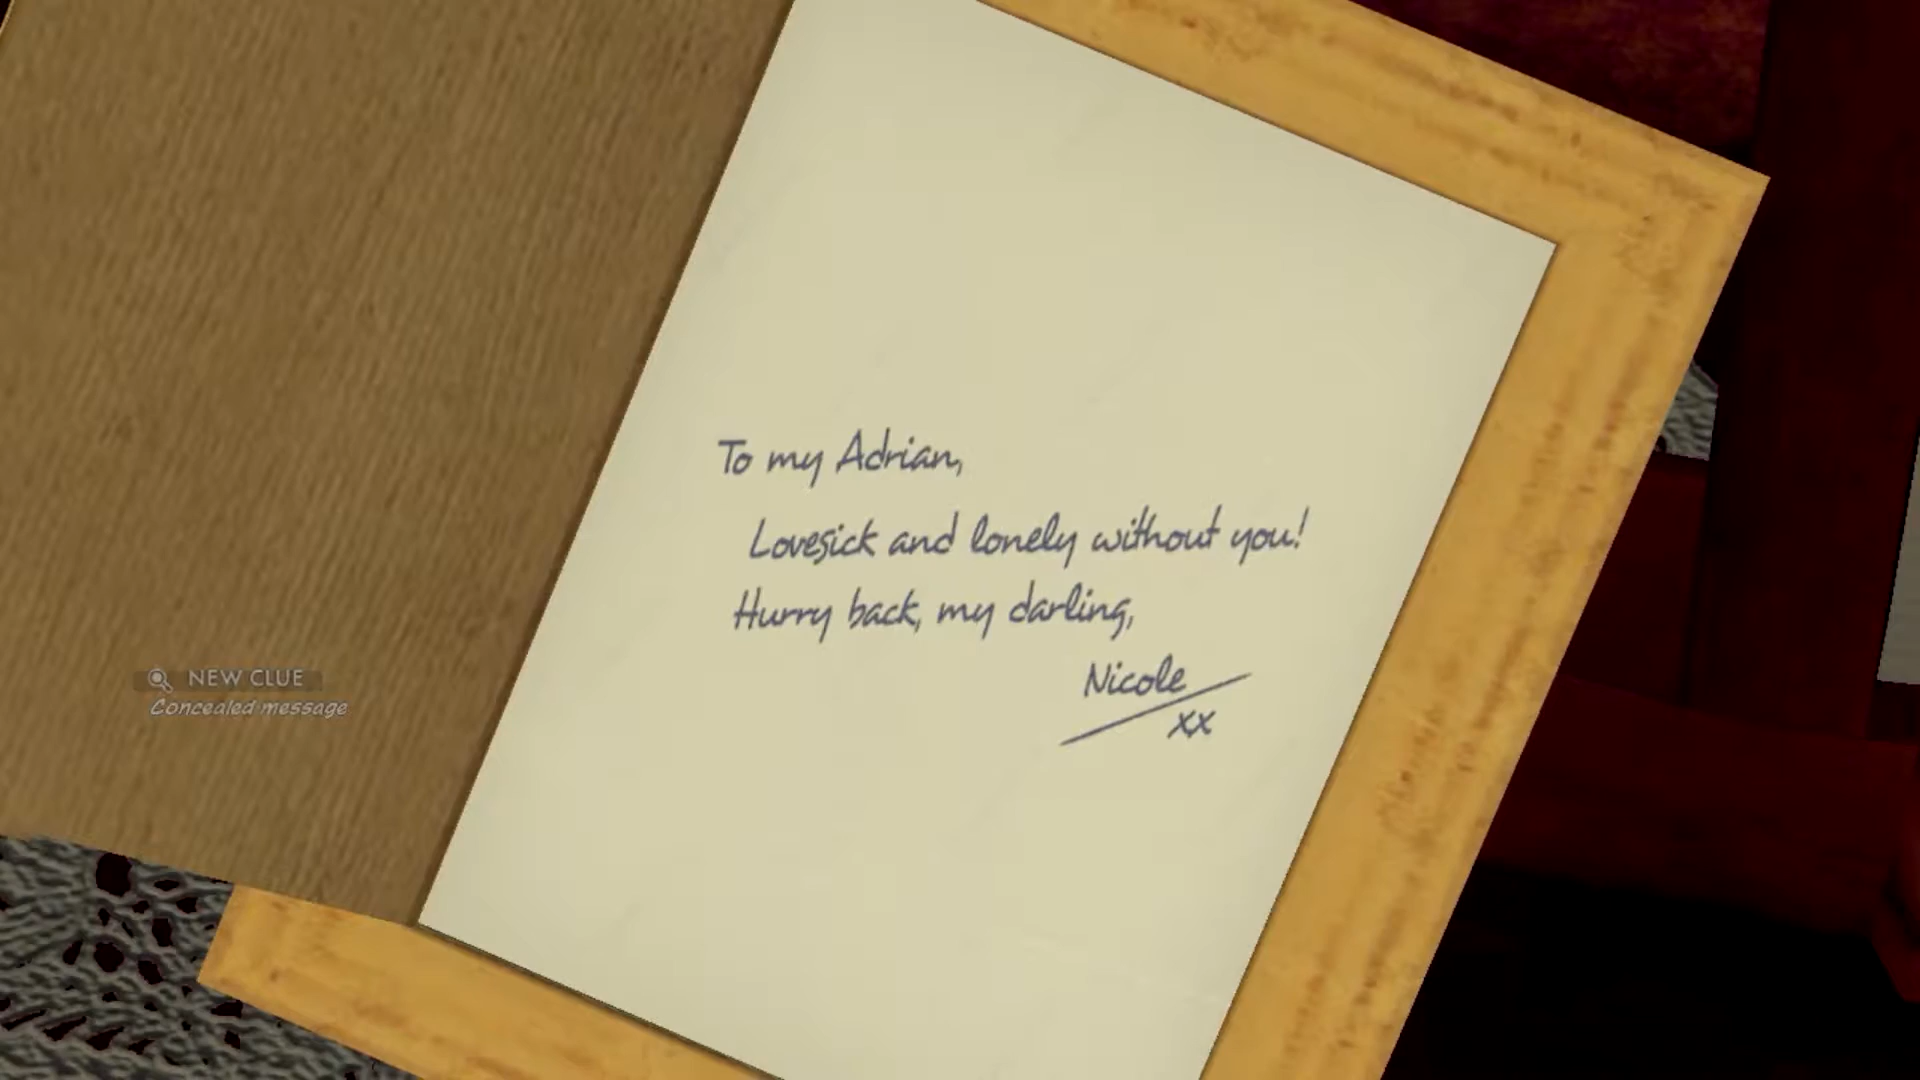 To my Adrian,
Lovesick and lonely without you!
Hurry back, my darling,
Nicole
xx
NEW CLUE
Concealed message